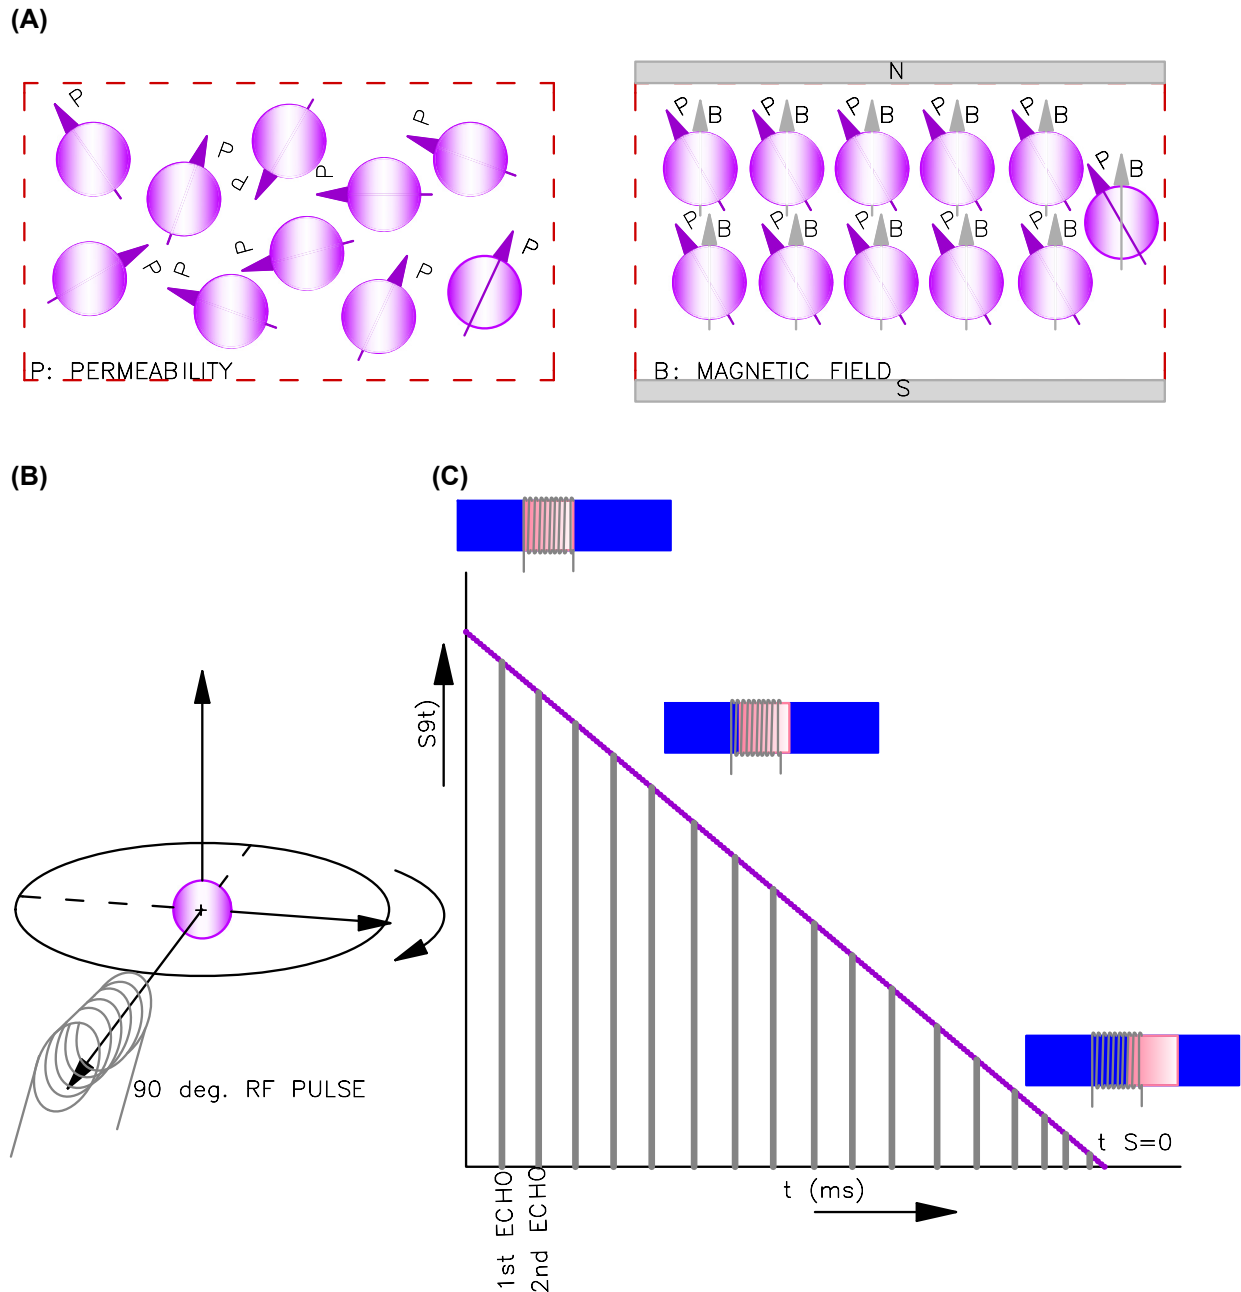 (A)
P
P
P
P
P
P
P
P
P
P
P
P: PERMEABILITY
N
P B
P B
P B
P B
P B
P B
P B
P B
P B
P B
P B
B: MAGNETIC FIELD
S
(B)
90 deg. RF PULSE
(C)
S9t)
t S=0
t (ms)
1st ECHO
2nd ECHO